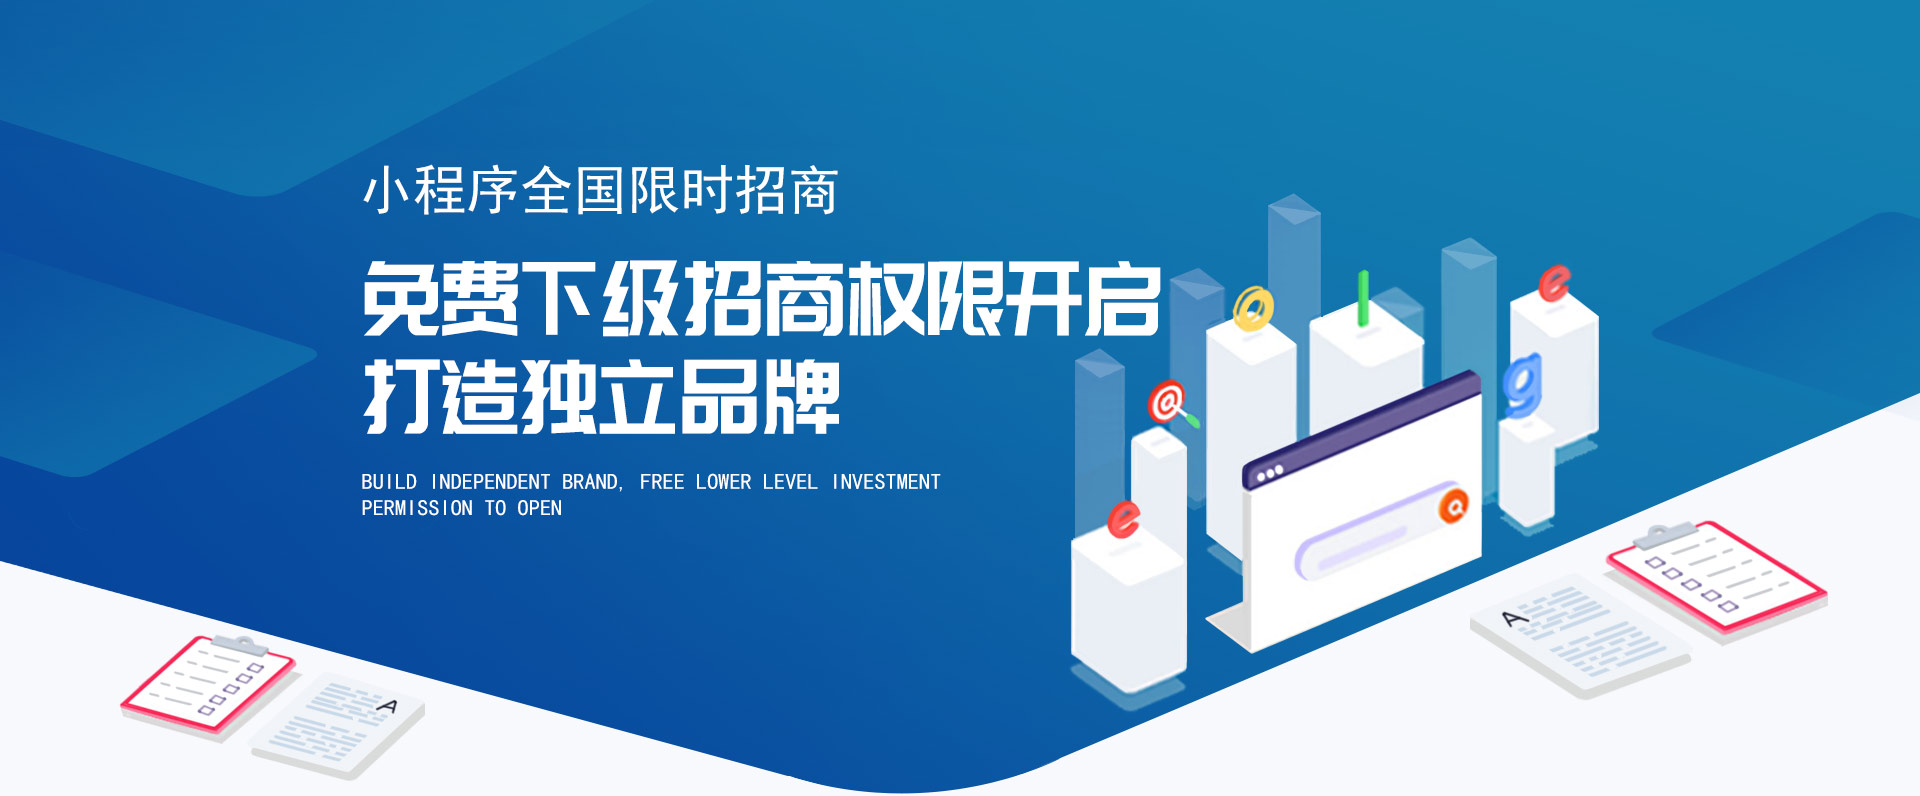 小程序全国限时招商
免费下级招商权限开启
打造独立品牌
BUILD INDEPENDENT BRAND, FREE LOWER LEVEL INVESTMENT
PERMISSION TO OPEN
e
@
o
l
g
e
A
A